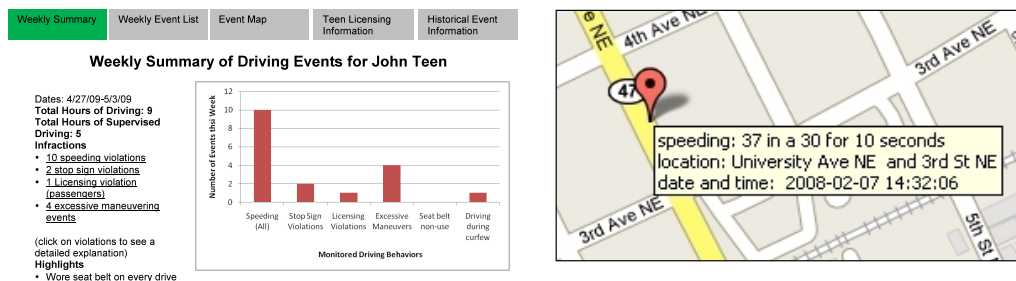 Weekly Summary
Weekly Event List
Event Map
Teen Licensing
Information
Historical Event
Information
Weekly Summary of Driving Events for John Teen
Dates: 4/27/09-5/3/09
Total Hours of Driving: 9
Total Hours of Supervised
Driving: 5
Infractions
• 10 speeding violations
• 2 stop sign violations
• 1 Licensing violation
(passengers)
• 4 excessive maneuvering
events
(click on violations to see a
detailed explanation)
Highlights
• Wore seat belt on every drive
Number of Events thsi Week
12
10
8
6
4
2
0
Speeding
(All)
Stop Sign
Violations
Licensing
Violations
Excessive
Maneuvers
Seat belt
non-use
Driving
during
curfew
Monitored Driving Behaviors
e NE
4th Ave NE
3rd Ave NE
47
speeding: 37 in a 30 for 10 seconds
location: University Ave NE and 3rd St NE
date and time: 2008-02-07 14:32:06
3rd Ave NE
5th St N